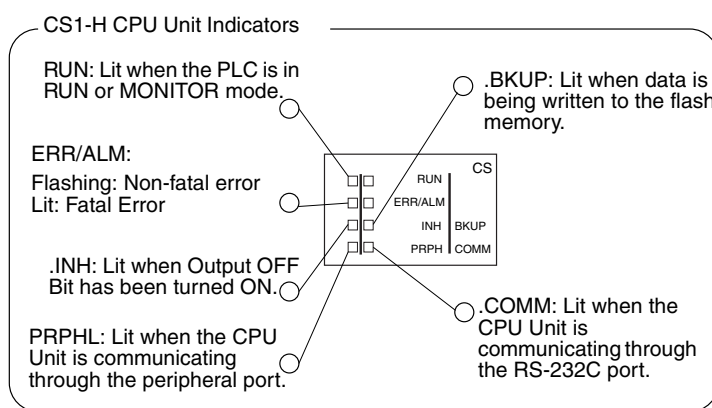 CS1-H CPU Unit Indicators
RUN: Lit when the PLC is in
RUN or MONITOR mode.
.BKUP: Lit when data is
being written to the flash
memory.
ERR/ALM:
Flashing: Non-fatal error
Lit: Fatal Error
CS
RUN
ERR/ALM
INH BKUP
PRPH COMM
.INH: Lit when Output OFF
Bit has been turned ON.
.COMM: Lit when the
CPU Unit is
communicating through
the RS-232C port.
PRPHL: Lit when the CPU
Unit is communicating
through the peripheral port.